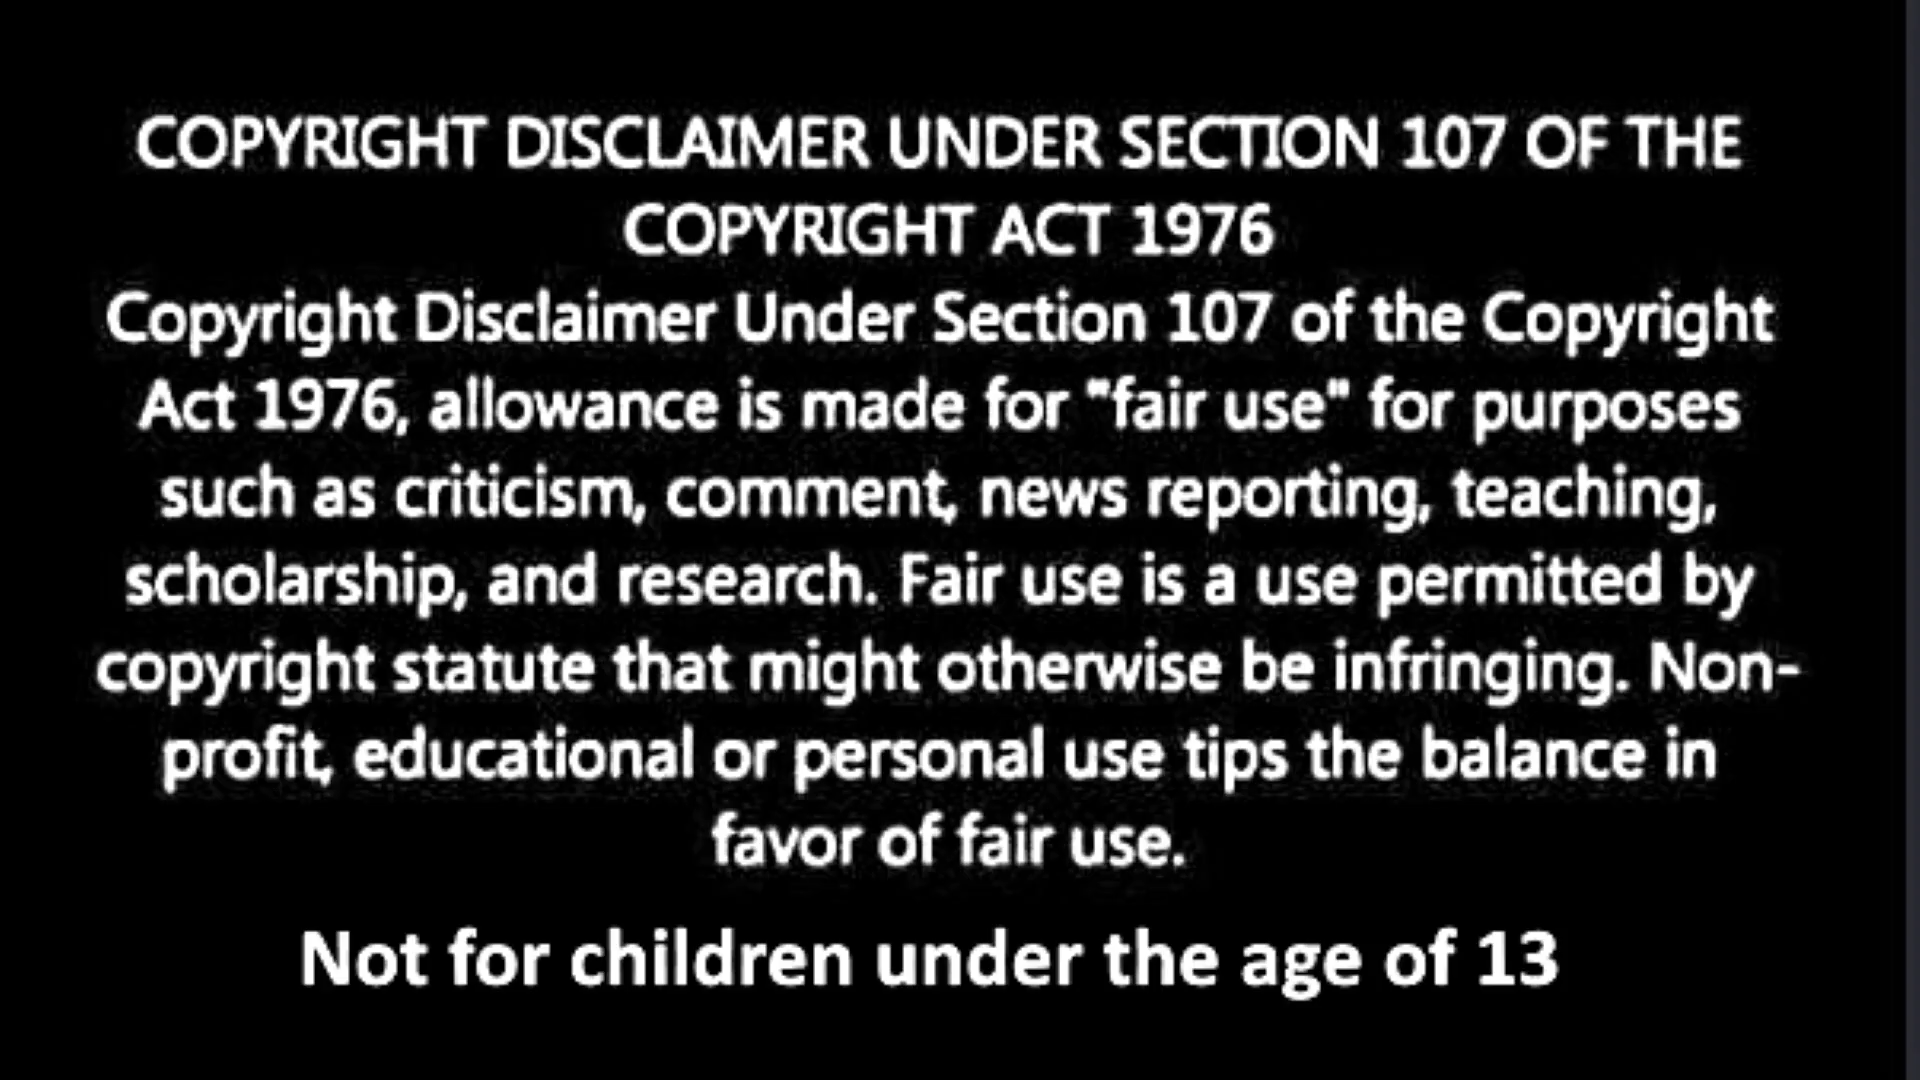 COPYRIGHT DISCLAIMER UNDER SECTION 107 OF THE
COPYRIGHT ACT 1976
Copyright Disclaimer Under Section 107 of the Copyright
Act 1976, allowance is made for "fair use" for purposes
such as criticism, comment, news reporting, teaching,
scholarship, and research. Fair use is a use permitted by
copyright statute that might otherwise be infringing. Non-
profit, educational or personal use tips the balance in
favor of fair use.
Not for children under the age of 13